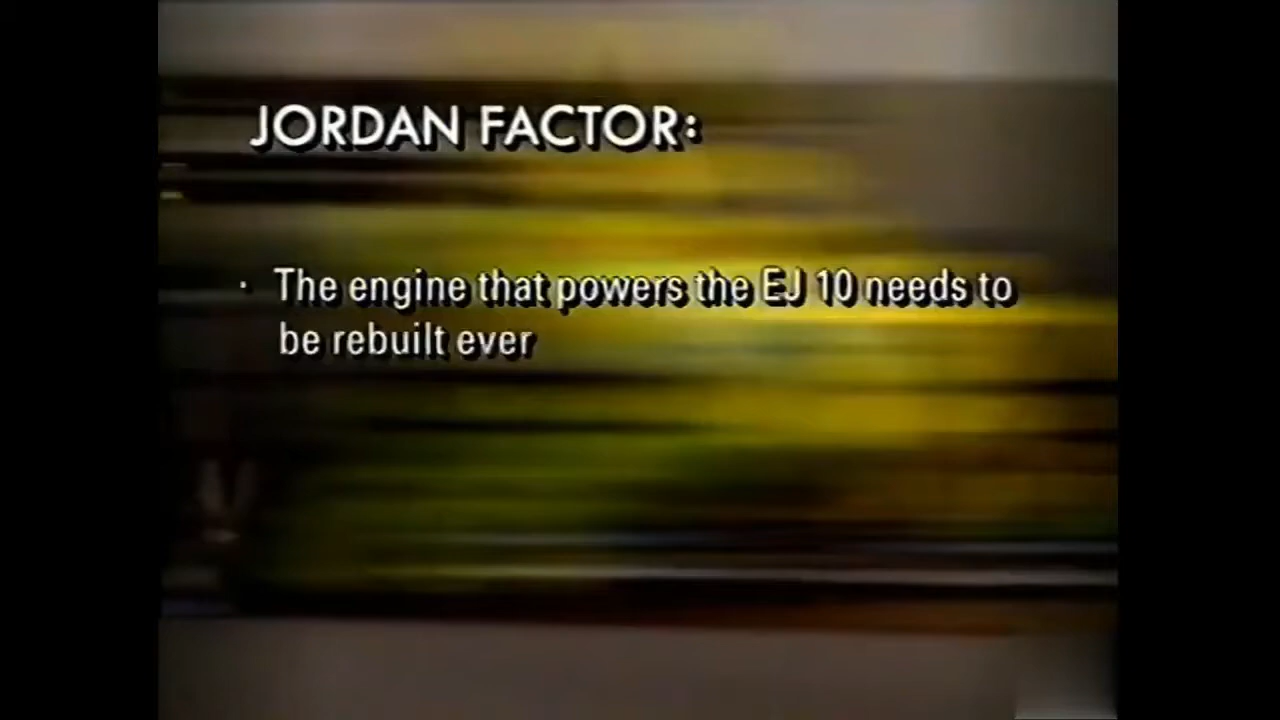 JORDAN FACTOR:
· The engine that powers the EJ 10 needs to
be rebuilt ever